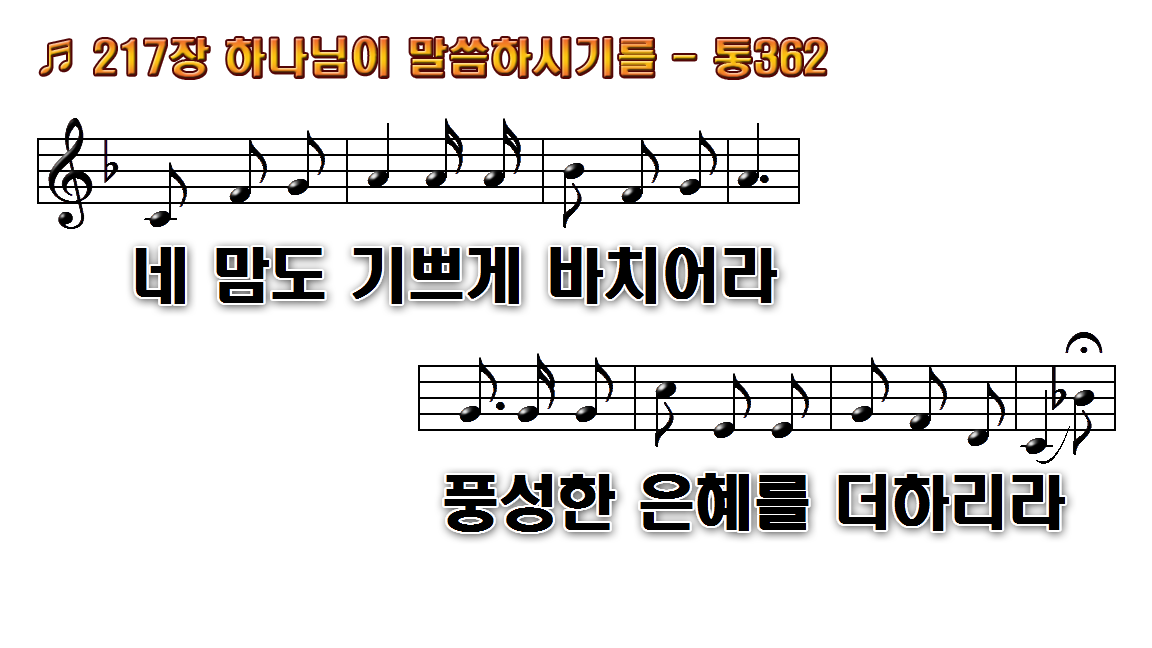 ♬ 217장 하나님이 말씀하시기를 - 통362
네 맘도 기쁘게 바치어라
풍성한 은혜를 더하리라